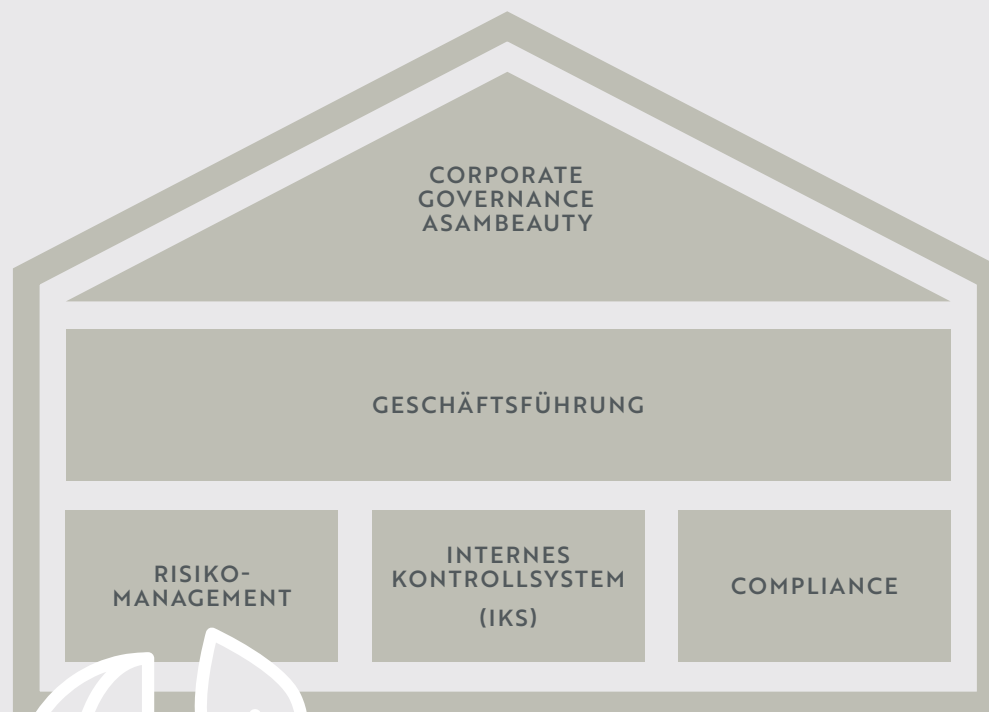 CORPORATE
GOVERNANCE
ASAMBEAUTY
GESCHÄFTSFÜHRUNG
RISIKO-
MANAGEMENT
INTERNES
KONTROLLSYSTEM
(IKS)
COMPLIANCE